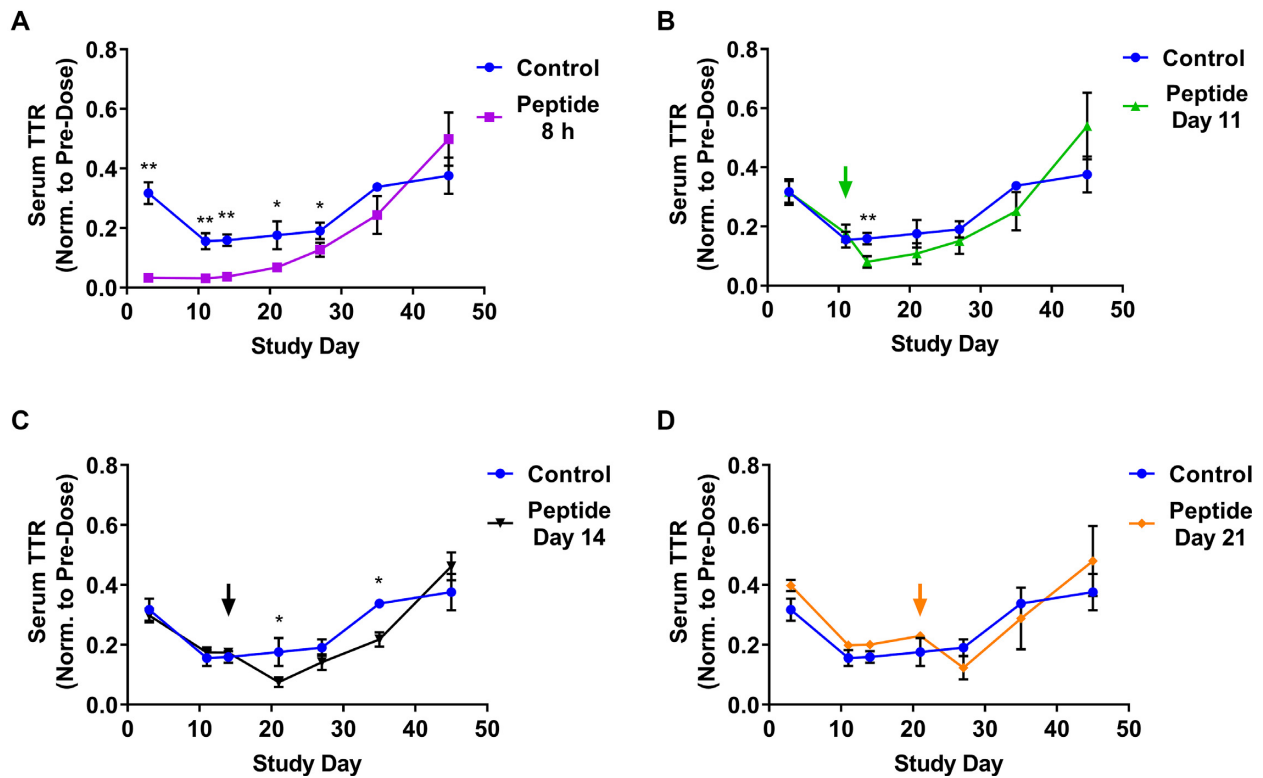 A
Serum TTR
(Norm. to Pre-Dose)
0.8
0.6
0.4
0.2
0.0
** ** ** * *
0 10 20 30 40 50
Study Day
Control
Peptide
8 h
B
Serum TTR
(Norm. to Pre-Dose)
0.8
0.6
0.4
0.2
0.0
**
0 10 20 30 40 50
Study Day
Control
Peptide
Day 11
C
Serum TTR
(Norm. to Pre-Dose)
0.8
0.6
0.4
0.2
0.0
* *
0 10 20 30 40 50
Study Day
Control
Peptide
Day 14
D
Serum TTR
(Norm. to Pre-Dose)
0.8
0.6
0.4
0.2
0.0
0 10 20 30 40 50
Study Day
Control
Peptide
Day 21